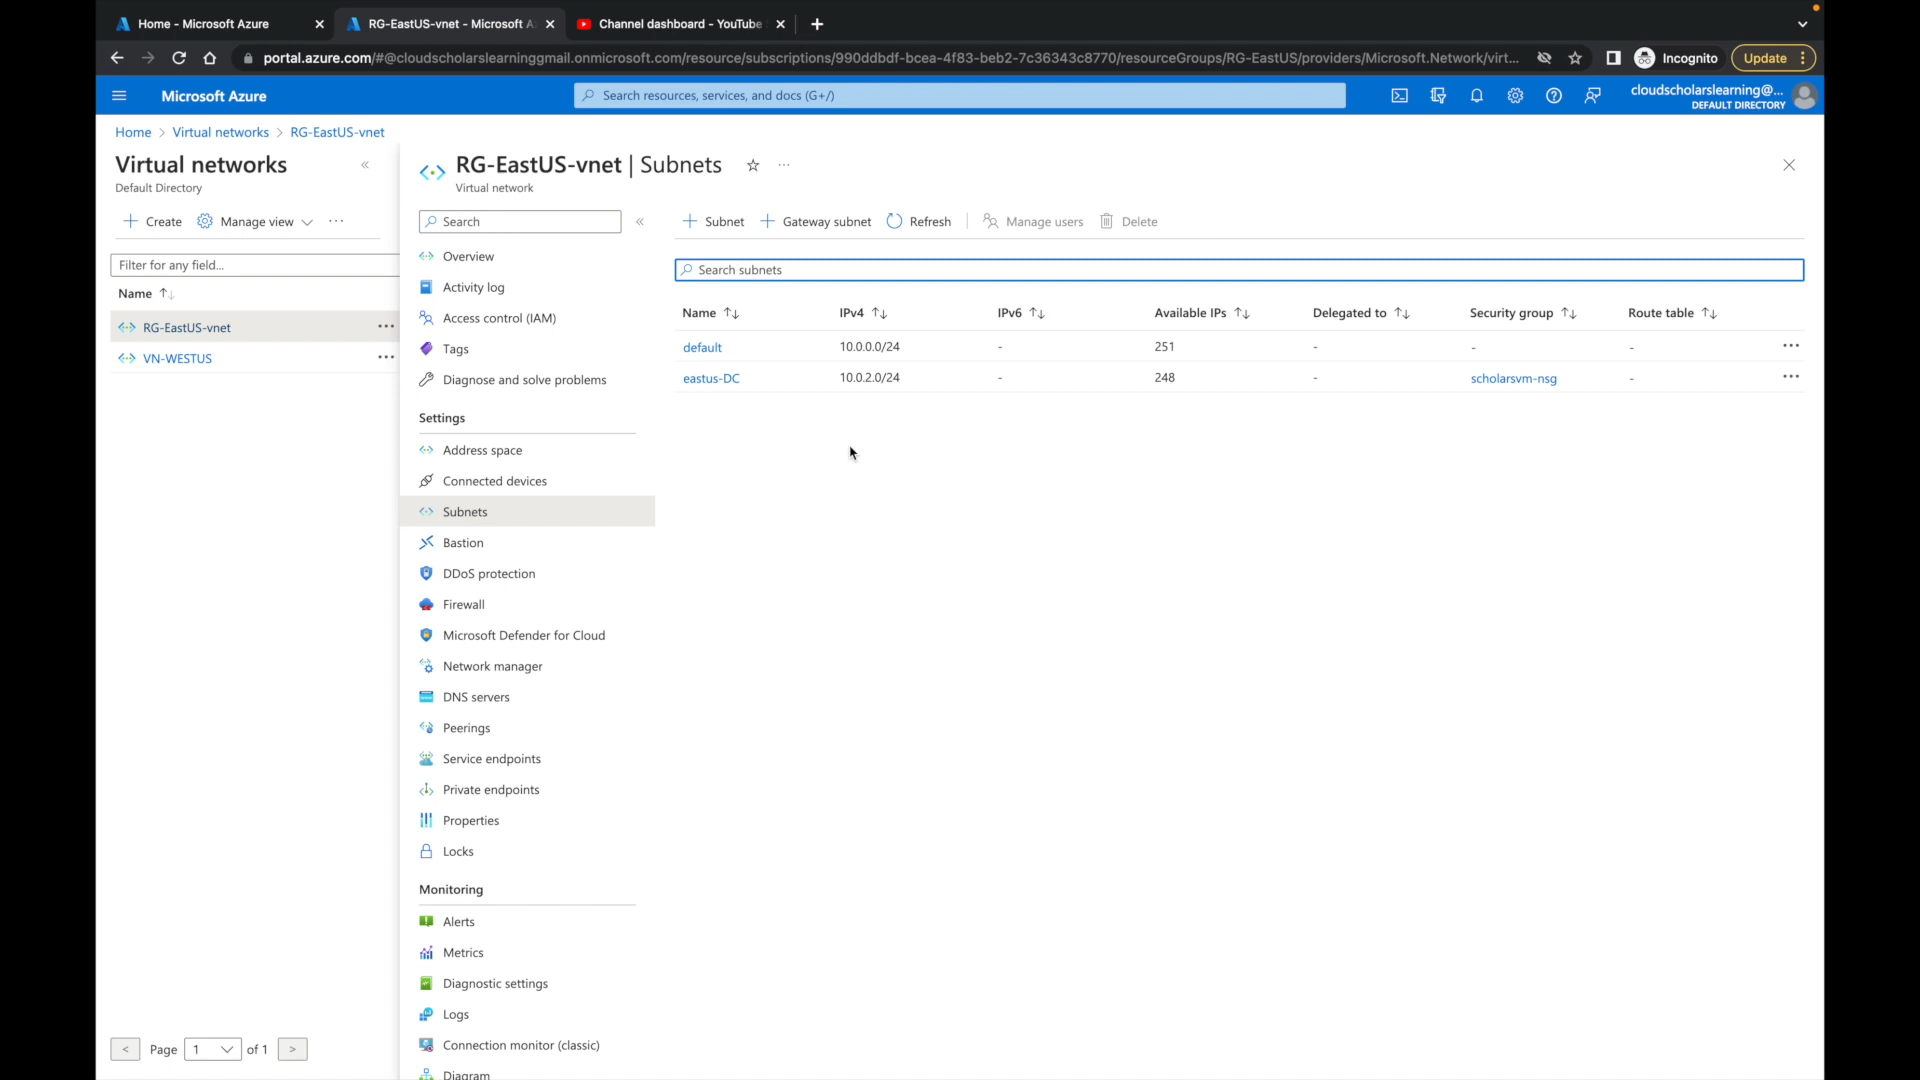 Home - Microsoft Azure
RG-EastUS-vnet - Microsoft A
Channel dashboard - YouTube
portal.azure.com/#@cloudscholarslearninggmail.onmicrosoft.com/resource/subscriptions/990ddbdf-bcea-4f83-beb2-7c36343c8770/resourceGroups/RG-EastUS/providers/Microsoft.Network/virt...
Incognito
Update
Microsoft Azure
Search resources, services, and docs (G+/)
cloudscholarslearning@...
DEFAULT DIRECTORY
Home > Virtual networks > RG-EastUS-vnet
Virtual networks
Default Directory
Create
Manage view
Filter for any field...
Name
RG-EastUS-vnet
VN-WESTUS
< Page 1 of 1 >
RG-EastUS-vnet | Subnets
Virtual network
Search
Overview
Activity log
Access control (IAM)
Tags
Diagnose and solve problems
Settings
Address space
Connected devices
Subnets
Bastion
DDoS protection
Firewall
Microsoft Defender for Cloud
Network manager
DNS servers
Peerings
Service endpoints
Private endpoints
Properties
Locks
Monitoring
Alerts
Metrics
Diagnostic settings
Logs
Connection monitor (classic)
Diagram
Subnet
Gateway subnet
Refresh
Manage users
Delete
Search subnets
Name IPv4 IPv6 Available IPs Delegated to Security group Route table
default 10.0.0.0/24 - 251 - - -
eastus-DC 10.0.2.0/24 - 248 - scholarsvm-nsg -